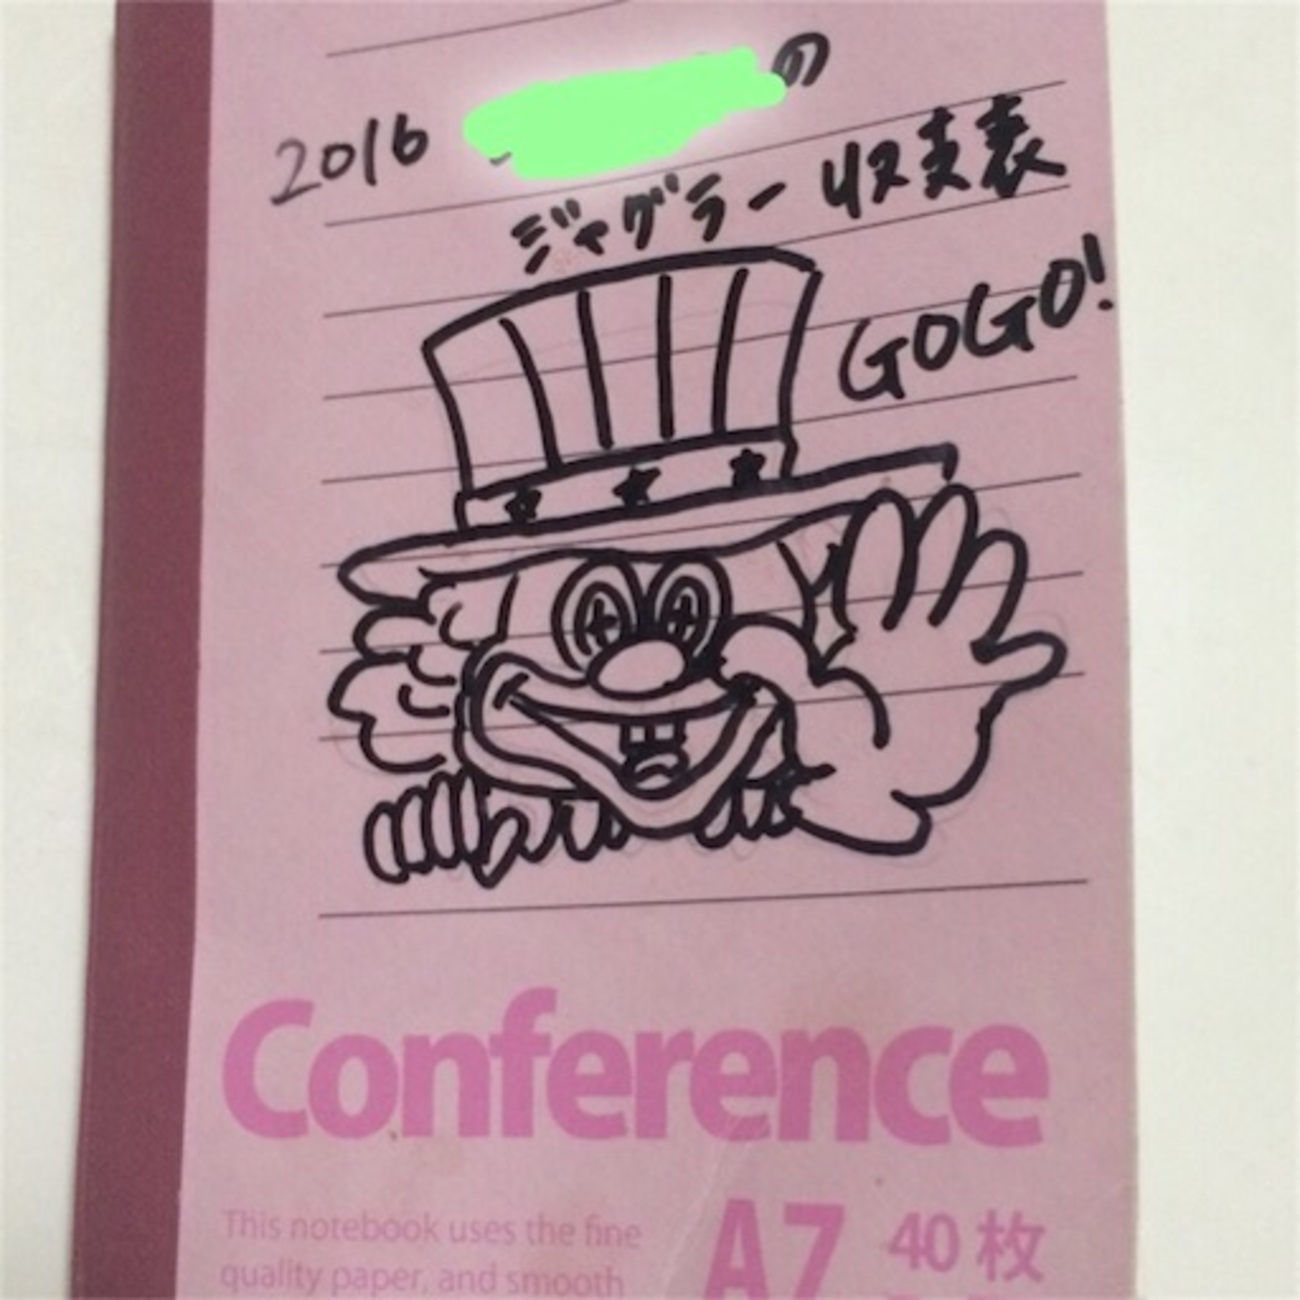 2016 の
ジャグラー収支表
GOGO!
Conference
This notebook uses the fine
quality paper, and smooth
A7 40枚